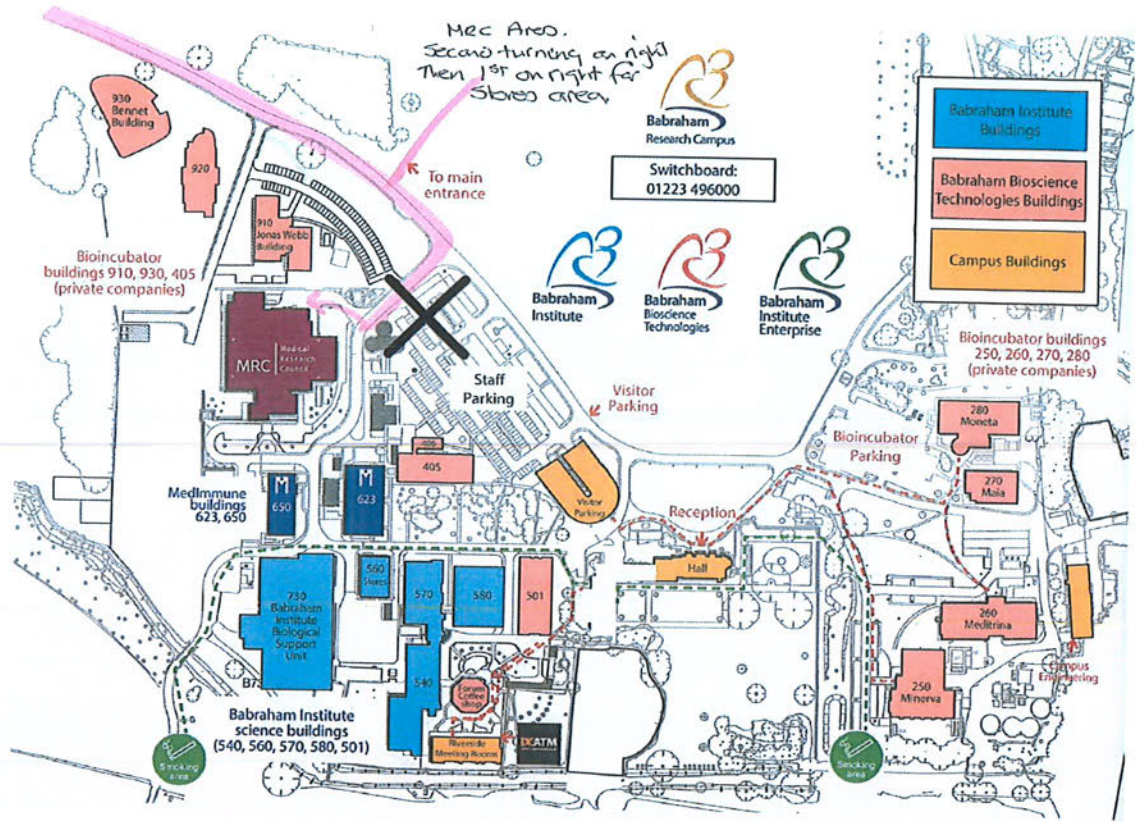 MRC Area.
Second turning on right
Then 1st on right for
Stores area
Babraham
Research Campus
Switchboard:
01223 496000
Babraham
Institute
Babraham
Bioscience
Technologies
Babraham
Institute
Enterprise
Babraham Institute
Buildings
Babraham Bioscience
Technologies Buildings
Campus Buildings
930
Bennet
Building
920
To main
entrance
910
Jonas Webb
Building
Bioincubator
buildings 910, 930, 405
(private companies)
MRC
Medical
Research
Council
Staff
Parking
Visitor
Parking
Bioincubator buildings
250, 260, 270, 280
(private companies)
280
Moneta
Bioincubator
Parking
270
Maia
406
405
MedImmune
buildings
623, 650
M
650
M
623
Visitor
Parking
Reception
Hall
560
Stores
570
580
501
730
Babraham
Institute
Biological
Support
Unit
540
Forum
Coffee
shop
260
Meditrina
250
Minerva
Campus
Engineering
B73
Babraham Institute
science buildings
(540, 560, 570, 580, 501)
Riverside
Meeting Rooms
DCATM
Smoking
area
Smoking
area